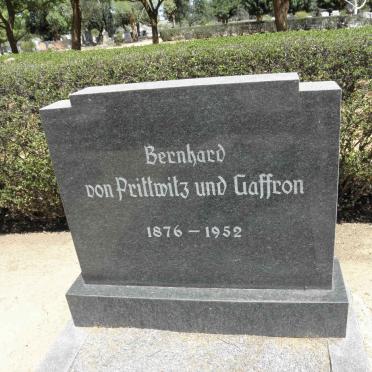 Bernhard
von Prittwitz und Gaffron
1876 – 1952